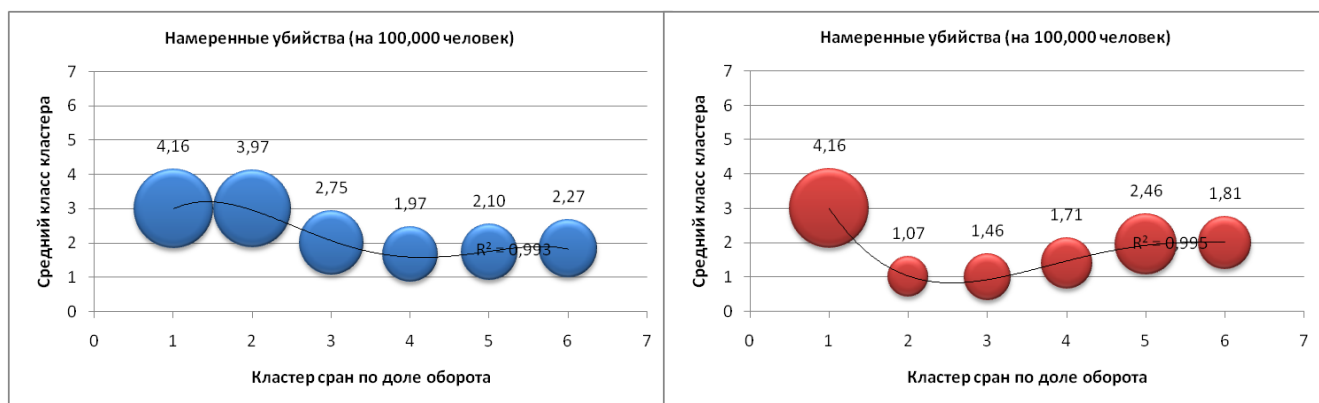 Намеренные убийства (на 100,000 человек)
Средний класс кластера
7
6
5
4
3
2
1
0
4,16
3,97
2,75
1,97
2,10
2,27
R² = 0,993
0 1 2 3 4 5 6 7
Кластер сран по доле оборота
Намеренные убийства (на 100,000 человек)
Средний класс кластера
7
6
5
4
3
2
1
0
4,16
1,07
1,46
1,71
2,46
1,81
R² = 0,995
0 1 2 3 4 5 6 7
Кластер сран по доле оборота